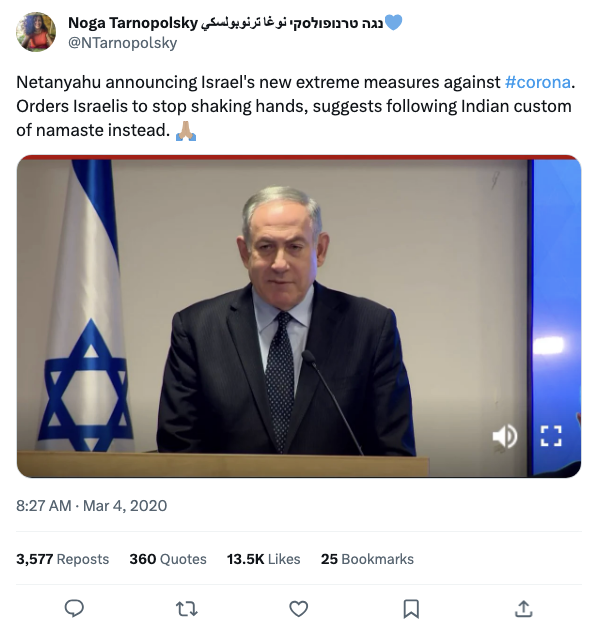 Noga Tarnopolsky نوغا ترنوبولسكي נגה טרנופולסקי💙
@NTarnopolsky
Netanyahu announcing Israel's new extreme measures against #corona.
Orders Israelis to stop shaking hands, suggests following Indian custom
of namaste instead. 🙏🏼
8:27 AM · Mar 4, 2020
3,577 Reposts 360 Quotes 13.5K Likes 25 Bookmarks